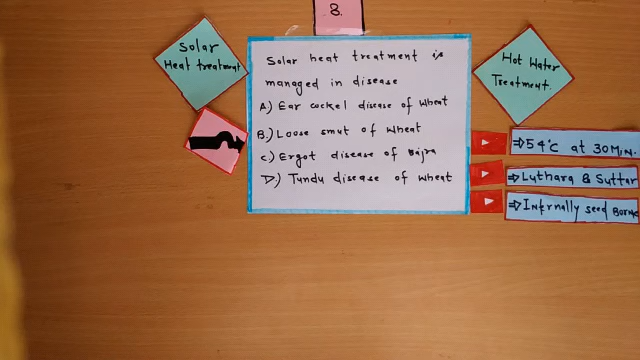 8.
Solar
Heat treatment
Solar heat treatment is
managed in disease
A) Ear cockel disease of wheat
B.) Loose smut of wheat
C.) Ergot disease of Bajra
D.) Tundu disease of wheat
Hot Water
Treatment.
⇒54°C at 30 Min.
⇒Luthara & Suttar
⇒Internally seed Borne